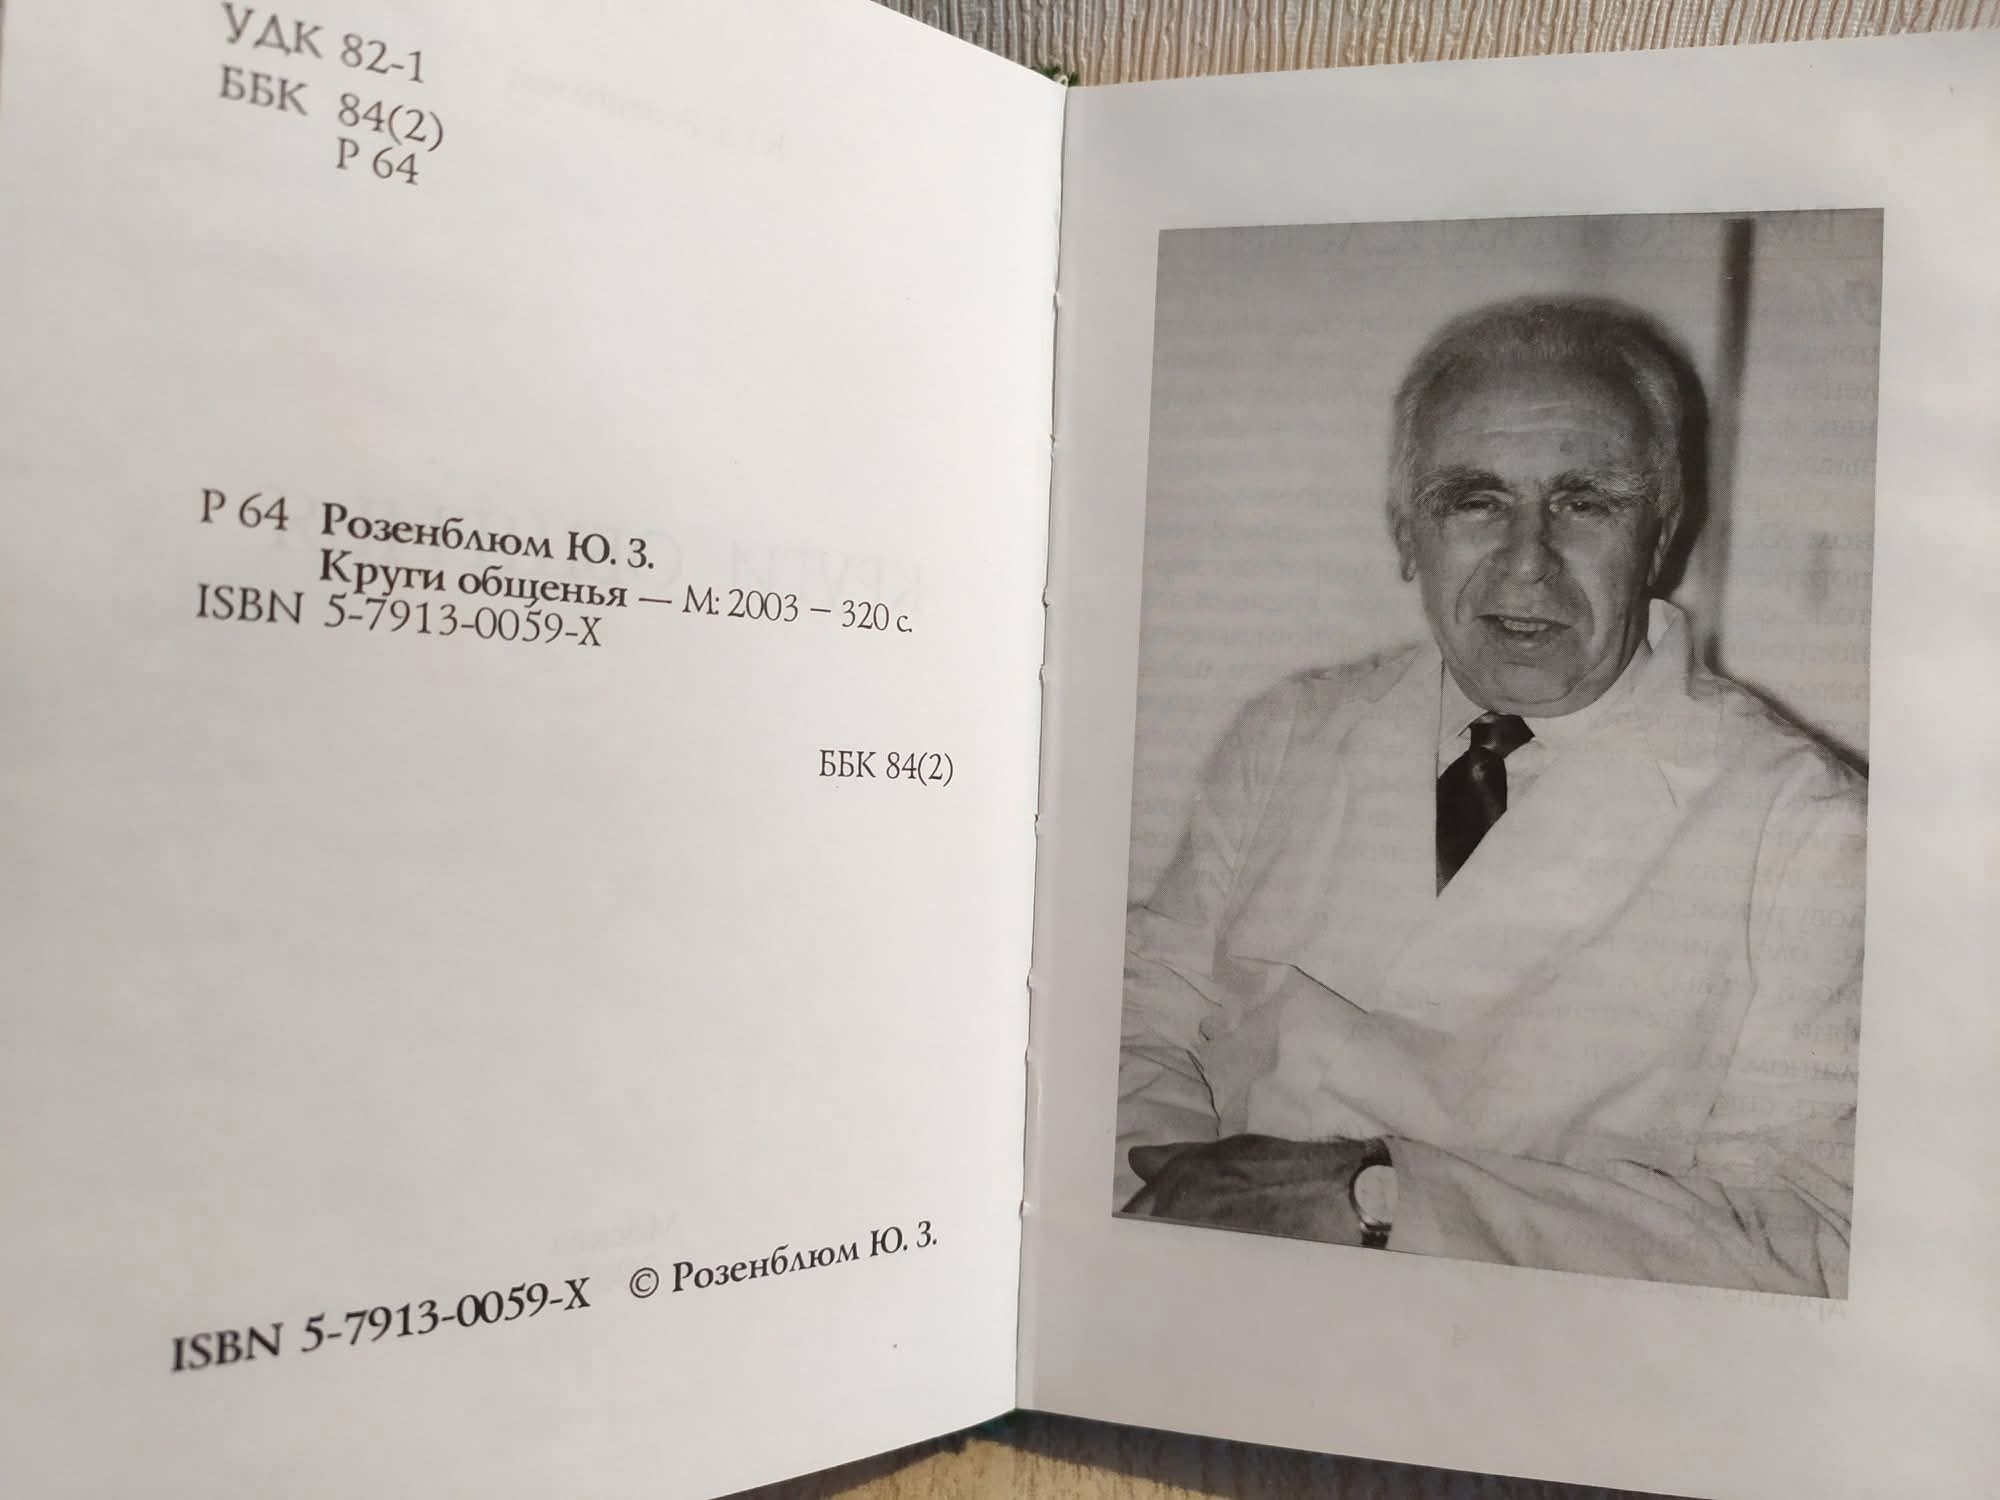 УДК 82-1
ББК 84(2)
Р 64
Р 64 Розенблюм Ю. З.
Круги общенья — М: 2003 – 320 с.
ISBN 5-7913-0059-X
ББК 84(2)
ISBN 5-7913-0059-X © Розенблюм Ю. З.